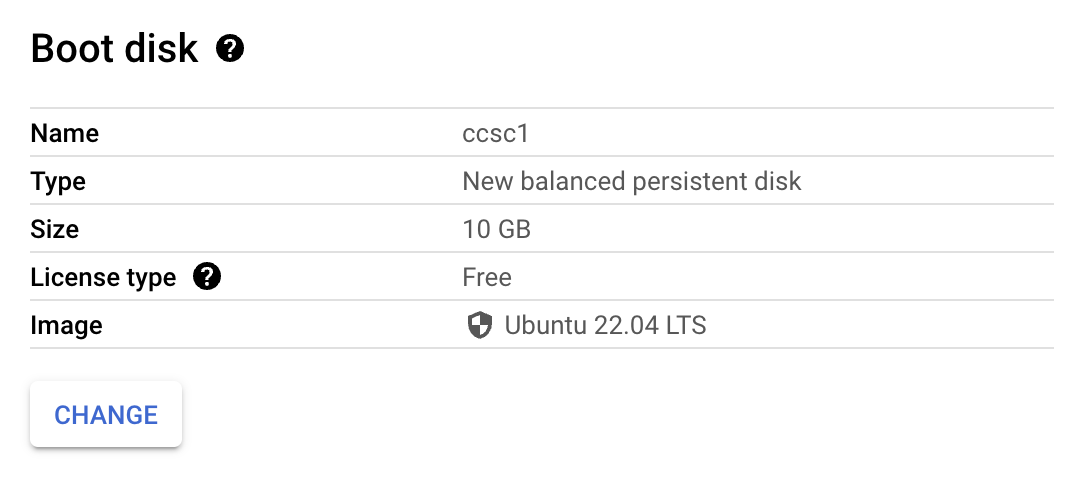 Boot disk ?
Name ccsc1
Type New balanced persistent disk
Size 10 GB
License type ? Free
Image Ubuntu 22.04 LTS
CHANGE